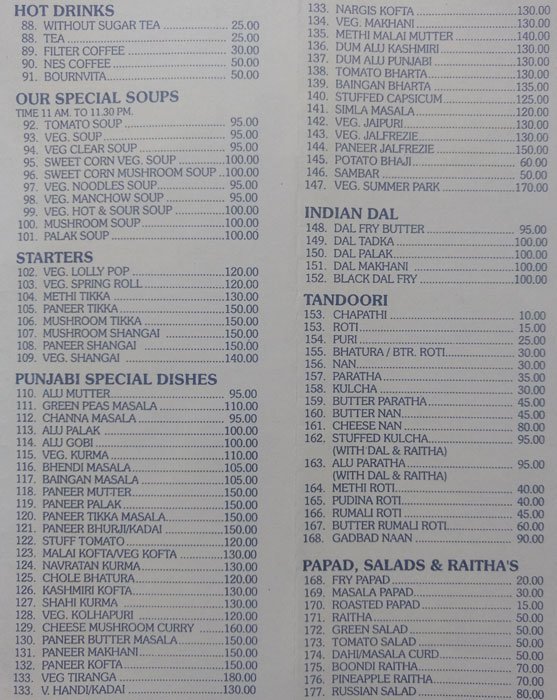 HOT DRINKS
88. WITHOUT SUGAR TEA 25.00
88. TEA 25.00
89. FILTER COFFEE 30.00
90. NES COFFEE 50.00
91. BOURNVITA 50.00
OUR SPECIAL SOUPS
TIME 11 AM. TO 11.30 PM.
92. TOMATO SOUP 95.00
93. VEG. SOUP 95.00
94. VEG CLEAR SOUP 95.00
95. SWEET CORN VEG. SOUP 100.00
96. SWEET CORN MUSHROOM SOUP 100.00
97. VEG. NOODLES SOUP 95.00
98. VEG. MANCHOW SOUP 95.00
99. VEG. HOT & SOUR SOUP 100.00
100. MUSHROOM SOUP 100.00
101. PALAK SOUP 100.00
STARTERS
102. VEG. LOLLY POP 120.00
103. VEG. SPRING ROLL 120.00
104. METHI TIKKA 130.00
105. PANEER TIKKA 150.00
106. MUSHROOM TIKKA 150.00
107. MUSHROOM SHANGAI 150.00
108. PANEER SHANGAI 150.00
109. VEG. SHANGAI 140.00
PUNJABI SPECIAL DISHES
110. ALU MUTTER 95.00
111. GREEN PEAS MASALA 110.00
112. CHANNA MASALA 95.00
113. ALU PALAK 100.00
114. ALU GOBI 100.00
115. VEG. KURMA 110.00
116. BHENDI MASALA 105.00
117. BAINGAN MASALA 105.00
118. PANEER MUTTER 150.00
119. PANEER PALAK 150.00
120. PANEER TIKKA MASALA 150.00
121. PANEER BHURJI/KADAI 150.00
122. STUFF TOMATO 120.00
123. MALAI KOFTA/VEG KOFTA 130.00
124. NAVRATAN KURMA 130.00
125. CHOLE BHATURA 120.00
126. KASHMIRI KOFTA 130.00
127. SHAHI KURMA 130.00
128. VEG. KOLHAPURI 120.00
129. CHEESE MUSHROOM CURRY 160.00
130. PANEER BUTTER MASALA 150.00
131. PANEER MAKHANI 150.00
132. PANEER KOFTA 150.00
133. VEG TIRANGA 180.00
133. V. HANDI/KADAI 130.00
133. NARGIS KOFTA 130.00
134. VEG. MAKHANI 130.00
135. METHI MALAI MUTTER 140.00
136. DUM ALU KASHMIRI 130.00
137. DUM ALU PUNJABI 130.00
138. TOMATO BHARTA 130.00
139. BAINGAN BHARTA 135.00
140. STUFFED CAPSICUM 125.00
141. SIMLA MASALA 120.00
142. VEG. JAIPURI 130.00
143. VEG. JALFREZIE 130.00
144. PANEER JALFREZIE 150.00
145. POTATO BHAJI 60.00
146. SAMBAR 50.00
147. VEG. SUMMER PARK 170.00
INDIAN DAL
148. DAL FRY BUTTER 95.00
149. DAL TADKA 100.00
150. DAL PALAK 100.00
151. DAL MAKHANI 100.00
152. BLACK DAL FRY 100.00
TANDOORI
153. CHAPATHI 10.00
153. ROTI 15.00
154. PURI 25.00
155. BHATURA / BTR. ROTI 30.00
156. NAN 30.00
157. PARATHA 35.00
158. KULCHA 30.00
159. BUTTER PARATHA 45.00
160. BUTTER NAN 45.00
161. CHEESE NAN 80.00
162. STUFFED KULCHA 95.00
(WITH DAL & RAITHA)
163. ALU PARATHA 95.00
(WITH DAL & RAITHA)
164. METHI ROTI 40.00
165. PUDINA ROTI 40.00
166. RUMALI ROTI 45.00
167. BUTTER RUMALI ROTI 60.00
168. GADBAD NAAN 90.00
PAPAD, SALADS & RAITHA'S
168. FRY PAPAD 20.00
169. MASALA PAPAD 30.00
170. ROASTED PAPAD 15.00
171. RAITHA 50.00
172. GREEN SALAD 50.00
173. TOMATO SALAD 50.00
174. DAHI/MASALA CURD 50.00
175. BOONDI RAITHA 70.00
176. PINEAPPLE RAITHA 70.00
177. RUSSIAN SALAD 80.00